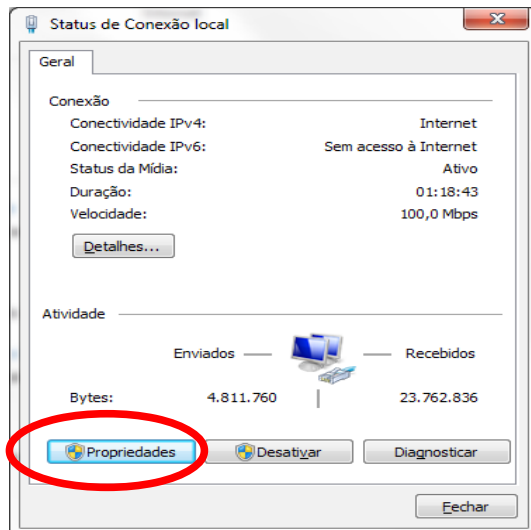 Status de Conexão local
Geral
Conexão
Conectividade IPv4: Internet
Conectividade IPv6: Sem acesso à Internet
Status da Mídia: Ativo
Duração: 01:18:43
Velocidade: 100,0 Mbps
Detalhes...
Atividade
Enviados Recebidos
Bytes: 4.811.760 23.762.836
Propriedades Desativar Diagnosticar
Fechar